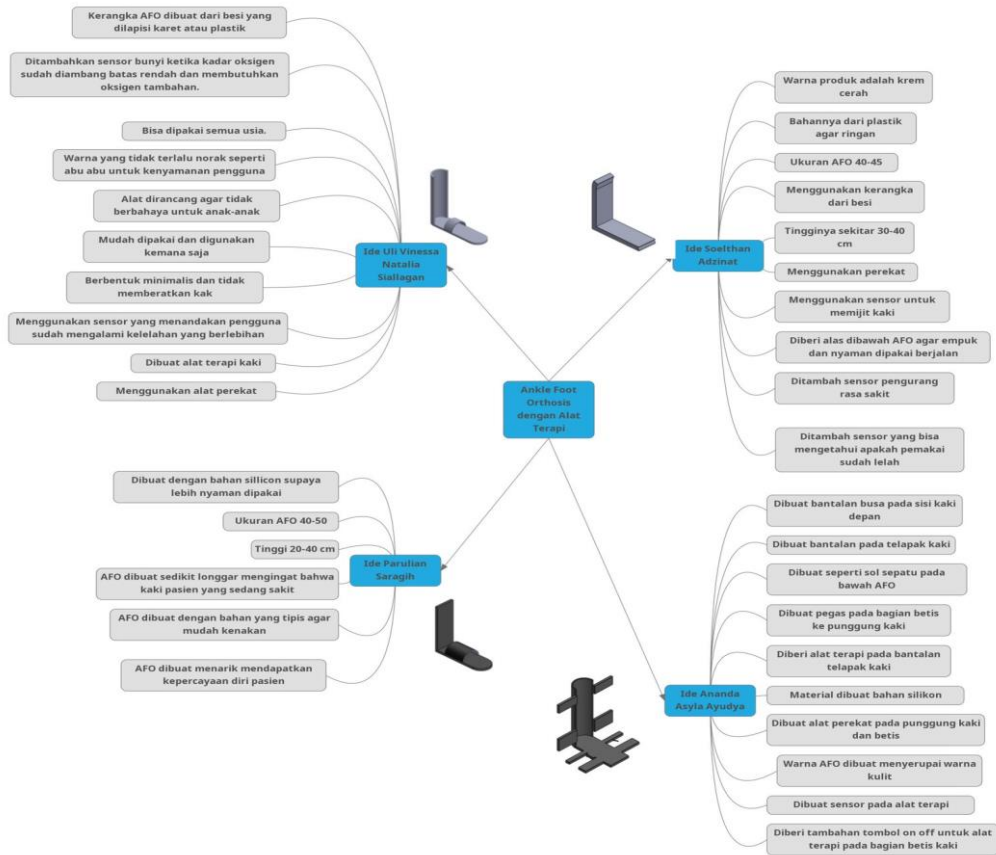 Kerangka AFO dibuat dari besi yang
dilapisi karet atau plastik
Ditambahkan sensor bunyi ketika kadar oksigen
sudah diambang batas rendah dan membutuhkan
oksigen tambahan.
Bisa dipakai semua usia.
Warna yang tidak terlalu norak seperti
abu abu untuk kenyamanan pengguna
Alat dirancang agar tidak
berbahaya untuk anak-anak
Mudah dipakai dan digunakan
kemana saja
Berbentuk minimalis dan tidak
memberatkan kak
Menggunakan sensor yang menandakan pengguna
sudah mengalami kelelahan yang berlebihan
Dibuat alat terapi kaki
Menggunakan alat perekat
Ide Uli Vinessa
Natalia
Siallagan
Warna produk adalah krem
cerah
Bahannya dari plastik
agar ringan
Ukuran AFO 40-45
Menggunakan kerangka
dari besi
Tingginya sekitar 30-40
cm
Menggunakan perekat
Menggunakan sensor untuk
memijit kaki
Diberi alas dibawah AFO agar empuk
dan nyaman dipakai berjalan
Ditambah sensor pengurang
rasa sakit
Ditambah sensor yang bisa
mengetahui apakah pemakai
sudah lelah
Ide Soelthan
Adzinat
Ankle Foot
Orthosis
dengan Alat
Terapi
Dibuat dengan bahan sillicon supaya
lebih nyaman dipakai
Ukuran AFO 40-50
Tinggi 20-40 cm
AFO dibuat sedikit longgar mengingat bahwa
kaki pasien yang sedang sakit
AFO dibuat dengan bahan yang tipis agar
mudah kenakan
AFO dibuat menarik mendapatkan
kepercayaan diri pasien
Ide Parulian
Saragih
Dibuat bantalan busa pada sisi kaki
depan
Dibuat bantalan pada telapak kaki
Dibuat seperti sol sepatu pada
bawah AFO
Dibuat pegas pada bagian betis
ke punggung kaki
Diberi alat terapi pada bantalan
telapak kaki
Material dibuat bahan silikon
Dibuat alat perekat pada punggung kaki
dan betis
Warna AFO dibuat menyerupai warna
kulit
Dibuat sensor pada alat terapi
Diberi tambahan tombol on off untuk alat
terapi pada bagian betis kaki
Ide Ananda
Asyla Ayudya